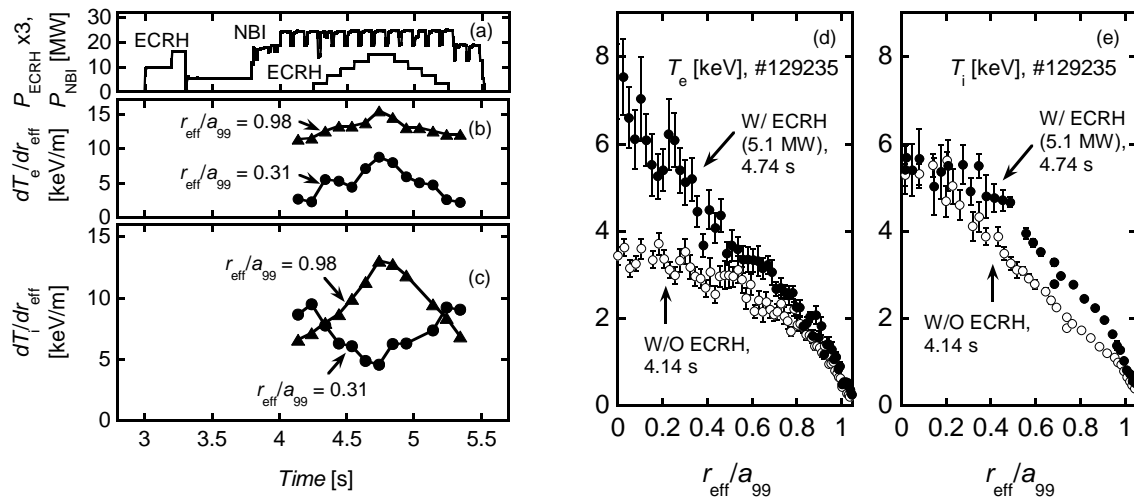 P_ECRH x3,
P_NBI [MW]
30
20
10
0
ECRH
NBI
ECRH
(a)
dT_e/dr_eff
[keV/m]
15
10
5
0
(b)
r_eff/a_99 = 0.98
r_eff/a_99 = 0.31
dT_i/dr_eff
[keV/m]
15
10
5
0
(c)
r_eff/a_99 = 0.98
r_eff/a_99 = 0.31
3 3.5 4 4.5 5 5.5
Time [s]
8
6
4
2
0
(d)
T_e [keV], #129235
W/ ECRH
(5.1 MW),
4.74 s
W/O ECRH,
4.14 s
0 0.2 0.4 0.6 0.8 1
r_eff/a_99
8
6
4
2
0
(e)
T_i [keV], #129235
W/ ECRH
(5.1 MW),
4.74 s
W/O ECRH,
4.14 s
0 0.2 0.4 0.6 0.8 1
r_eff/a_99